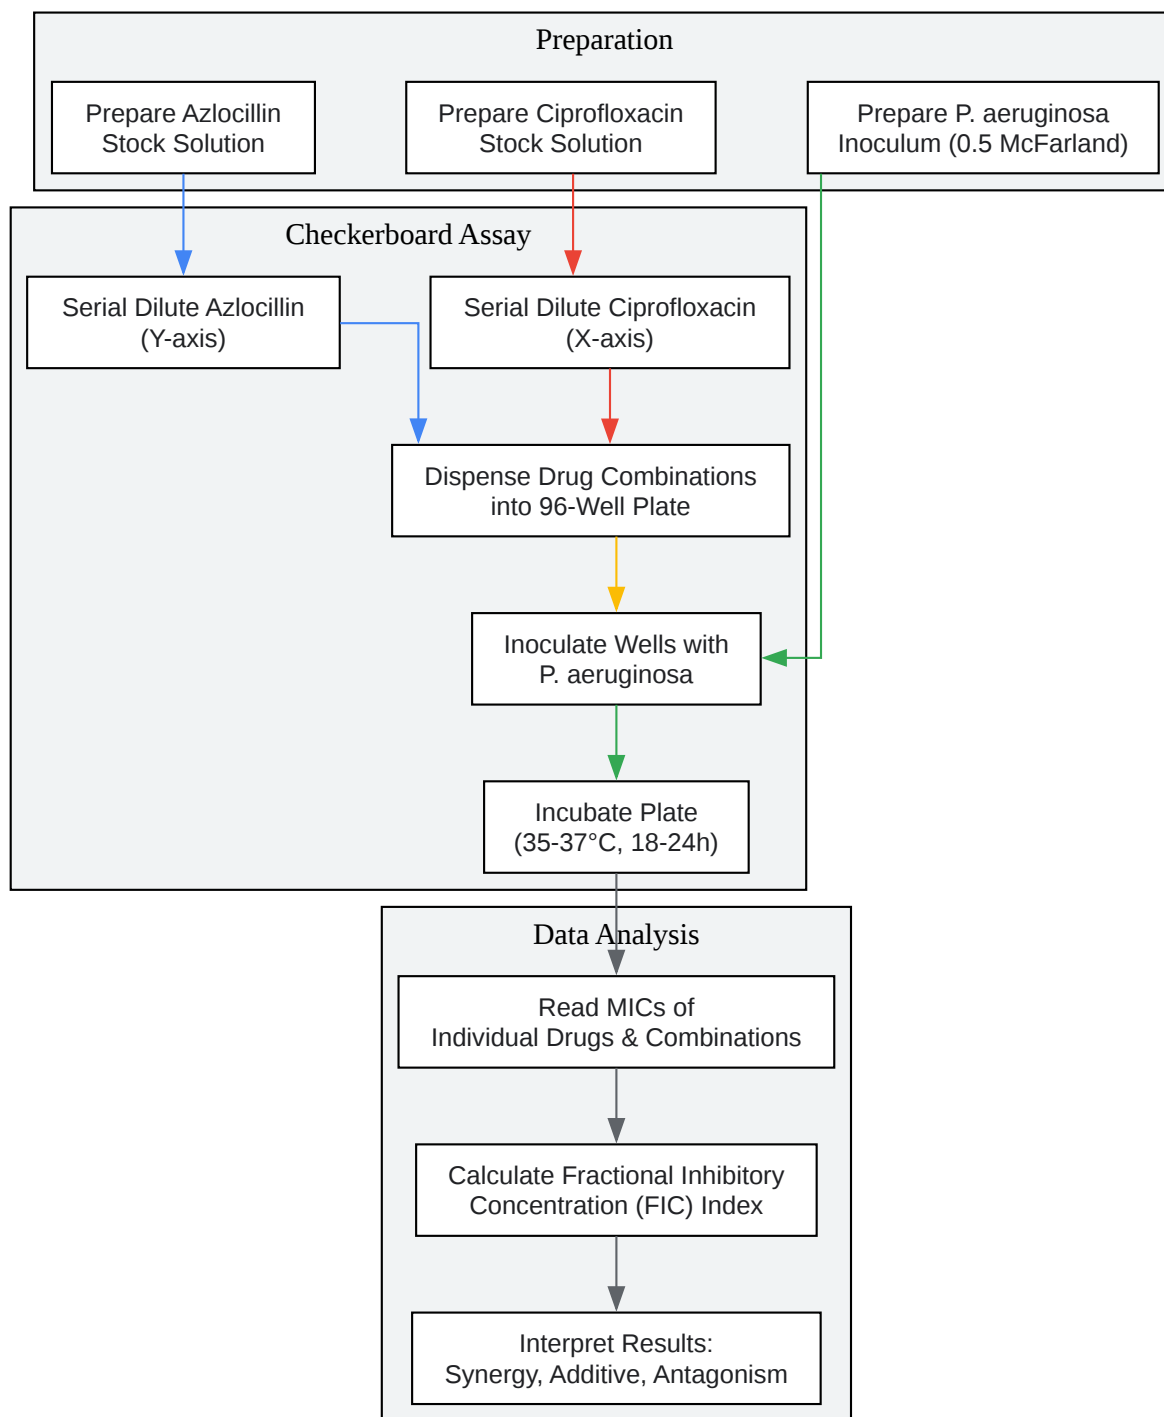 Preparation
Prepare Azlocillin
Stock Solution
Prepare Ciprofloxacin
Stock Solution
Prepare P. aeruginosa
Inoculum (0.5 McFarland)
Checkerboard Assay
Serial Dilute Azlocillin
(Y-axis)
Serial Dilute Ciprofloxacin
(X-axis)
Dispense Drug Combinations
into 96-Well Plate
Inoculate Wells with
P. aeruginosa
Incubate Plate
(35-37°C, 18-24h)
Data Analysis
Read MICs of
Individual Drugs & Combinations
Calculate Fractional Inhibitory
Concentration (FIC) Index
Interpret Results:
Synergy, Additive, Antagonism